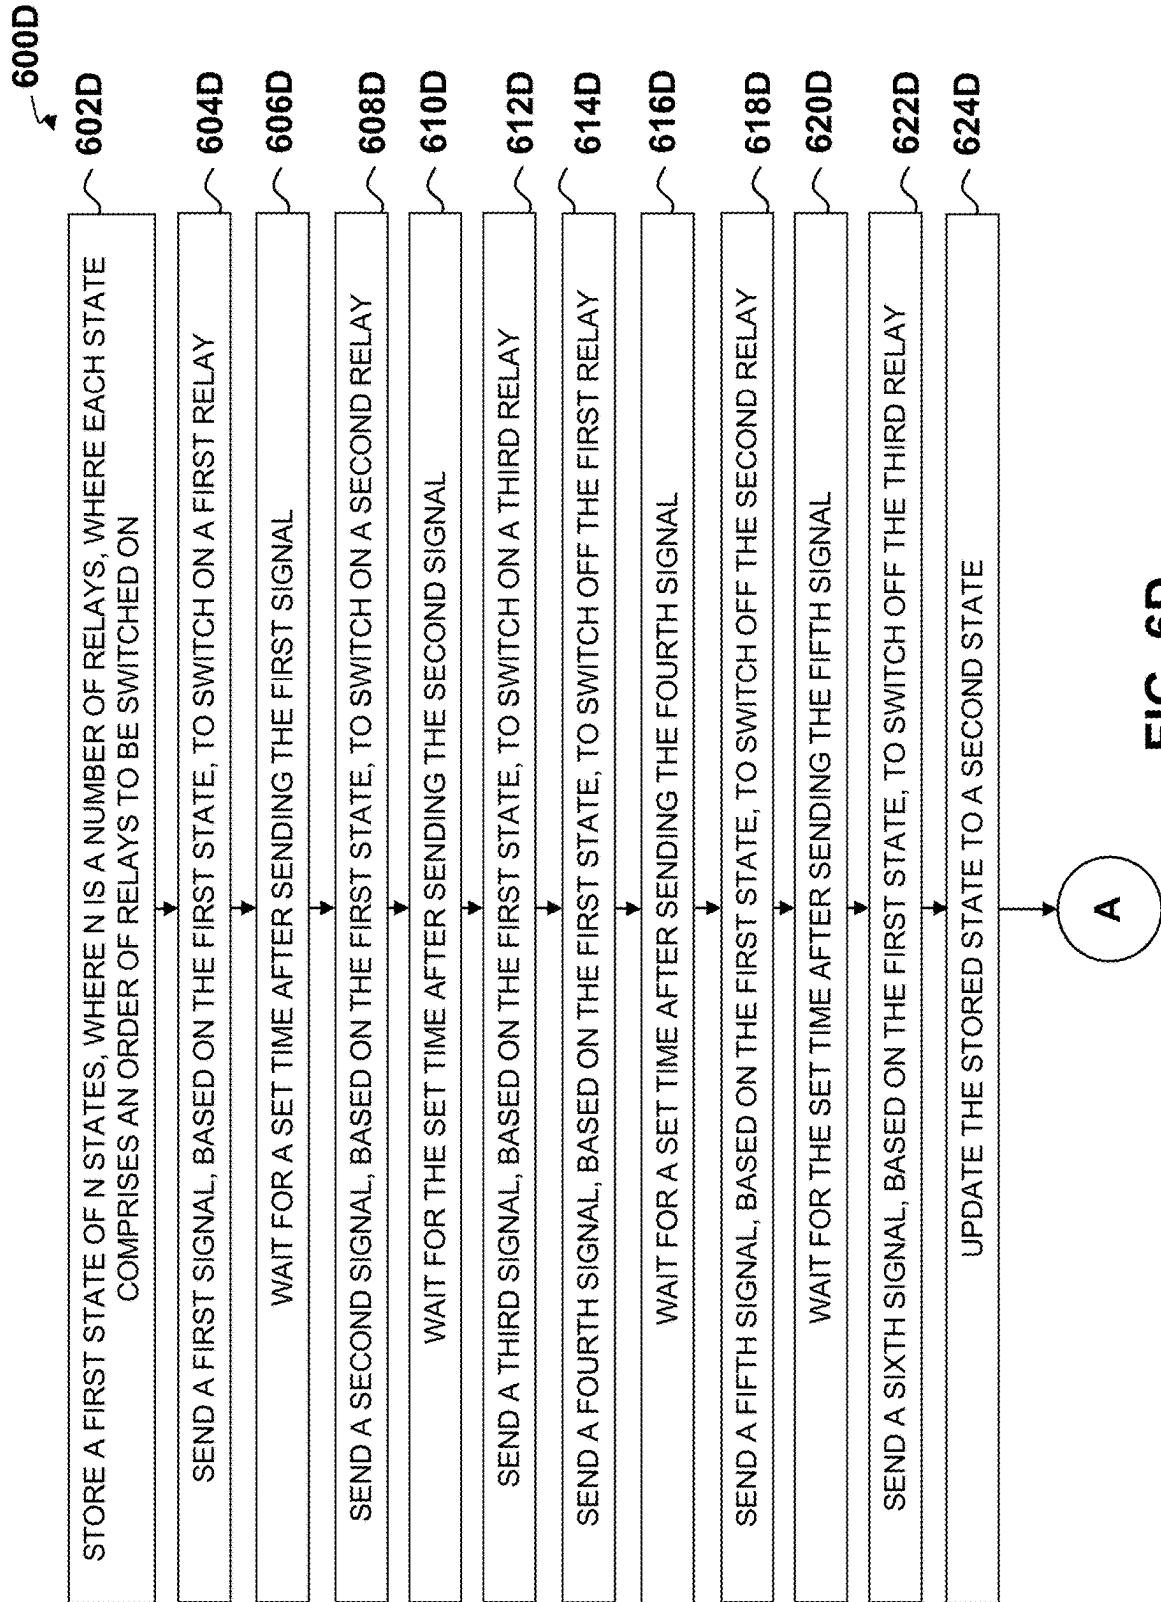 600D
STORE A FIRST STATE OF N STATES, WHERE N IS A NUMBER OF RELAYS, WHERE EACH STATE
COMPRISES AN ORDER OF RELAYS TO BE SWITCHED ON
602D
SEND A FIRST SIGNAL, BASED ON THE FIRST STATE, TO SWITCH ON A FIRST RELAY
604D
WAIT FOR A SET TIME AFTER SENDING THE FIRST SIGNAL
606D
SEND A SECOND SIGNAL, BASED ON THE FIRST STATE, TO SWITCH ON A SECOND RELAY
608D
WAIT FOR THE SET TIME AFTER SENDING THE SECOND SIGNAL
610D
SEND A THIRD SIGNAL, BASED ON THE FIRST STATE, TO SWITCH ON A THIRD RELAY
612D
SEND A FOURTH SIGNAL, BASED ON THE FIRST STATE, TO SWITCH OFF THE FIRST RELAY
614D
WAIT FOR A SET TIME AFTER SENDING THE FOURTH SIGNAL
616D
SEND A FIFTH SIGNAL, BASED ON THE FIRST STATE, TO SWITCH OFF THE SECOND RELAY
618D
WAIT FOR THE SET TIME AFTER SENDING THE FIFTH SIGNAL
620D
SEND A SIXTH SIGNAL, BASED ON THE FIRST STATE, TO SWITCH OFF THE THIRD RELAY
622D
UPDATE THE STORED STATE TO A SECOND STATE
624D
A
FIG. 6D